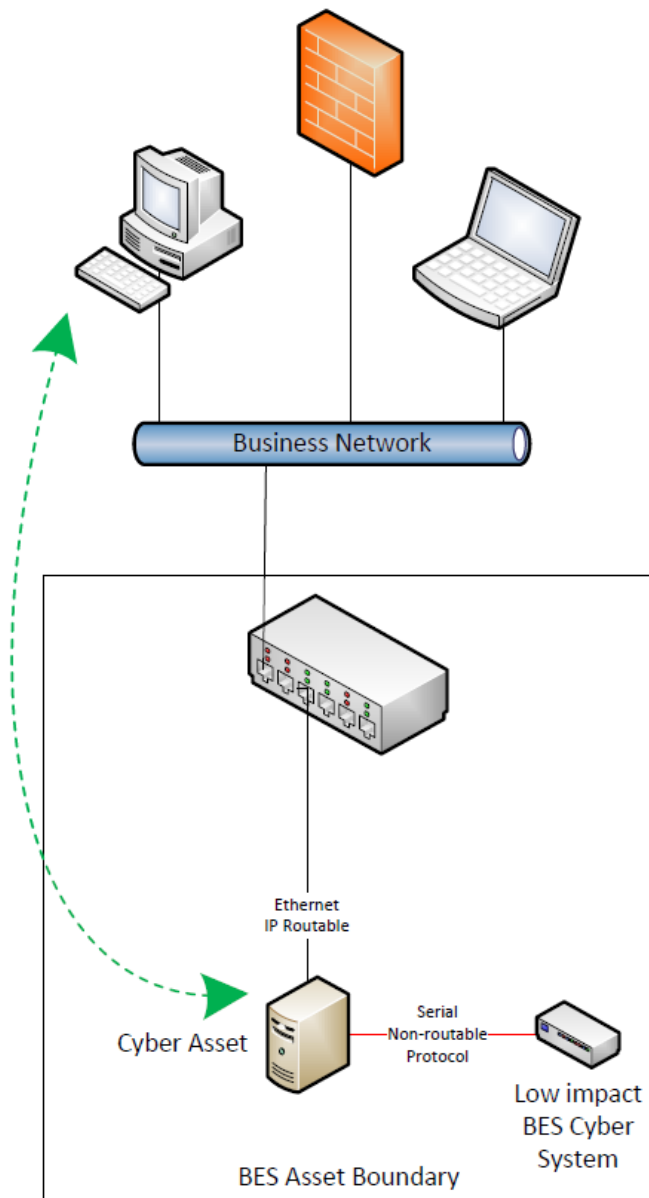 Business Network
Ethernet
IP Routable
Cyber Asset
Serial
Non-routable
Protocol
Low impact
BES Cyber
System
BES Asset Boundary